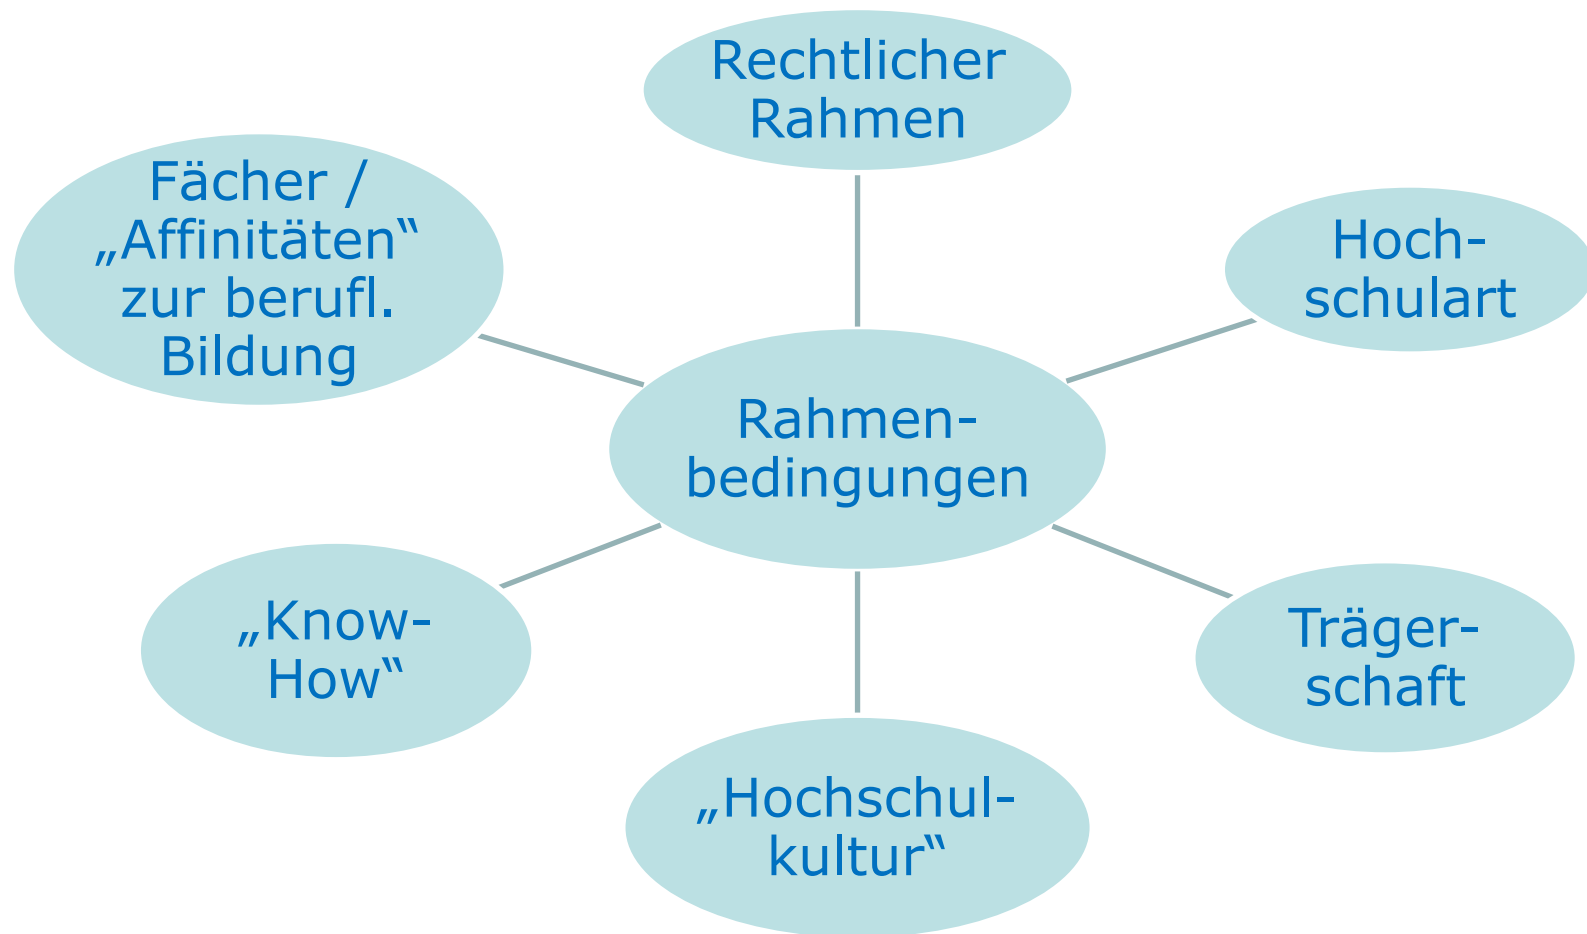 Rechtlicher
Rahmen
Fächer /
„Affinitäten“
zur berufl.
Bildung
Hoch-
schulart
Rahmen-
bedingungen
„Know-
How“
Träger-
schaft
„Hochschul-
kultur“